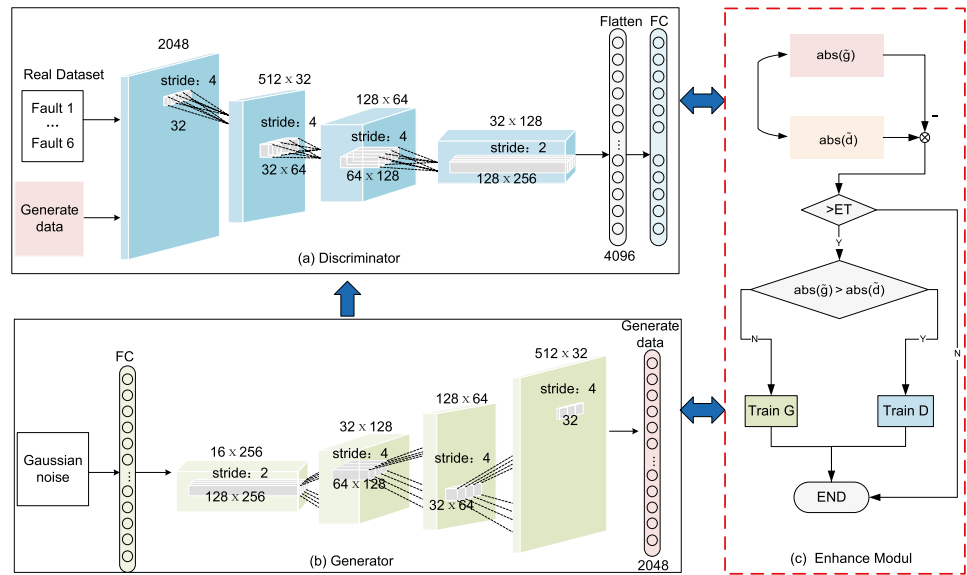 Real Dataset
Fault 1
...
Fault 6
Generate
data
2048
stride: 4
32
512 x 32
stride: 4
32 x 64
128 x 64
stride: 4
64 x 128
32 x 128
stride: 2
128 x 256
Flatten
FC
4096
(a) Discriminator
Gaussian
noise
FC
16 x 256
stride: 2
128 x 256
32 x 128
stride: 4
64 x 128
128 x 64
stride: 4
32 x 64
512 x 32
stride: 4
32
Generate
data
2048
(b) Generator
abs(g̃)
-
abs(d̃)
>ET
Y
N
abs(g̃) > abs(d̃)
N
Y
Train G
Train D
END
(c) Enhance Modul